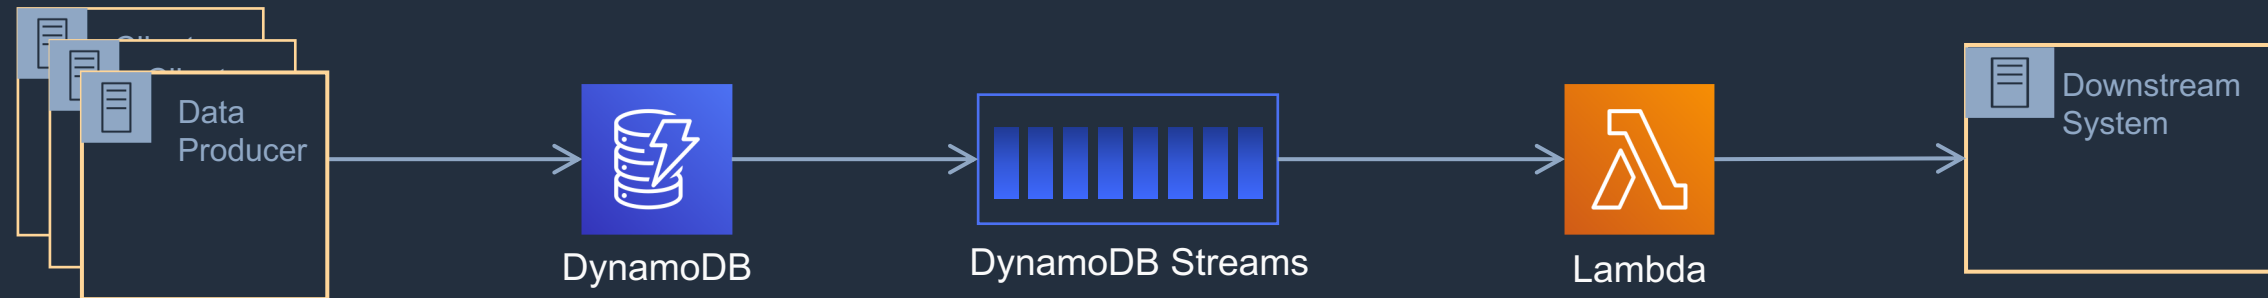 Data
Producer
DynamoDB
DynamoDB Streams
Lambda
Downstream
System